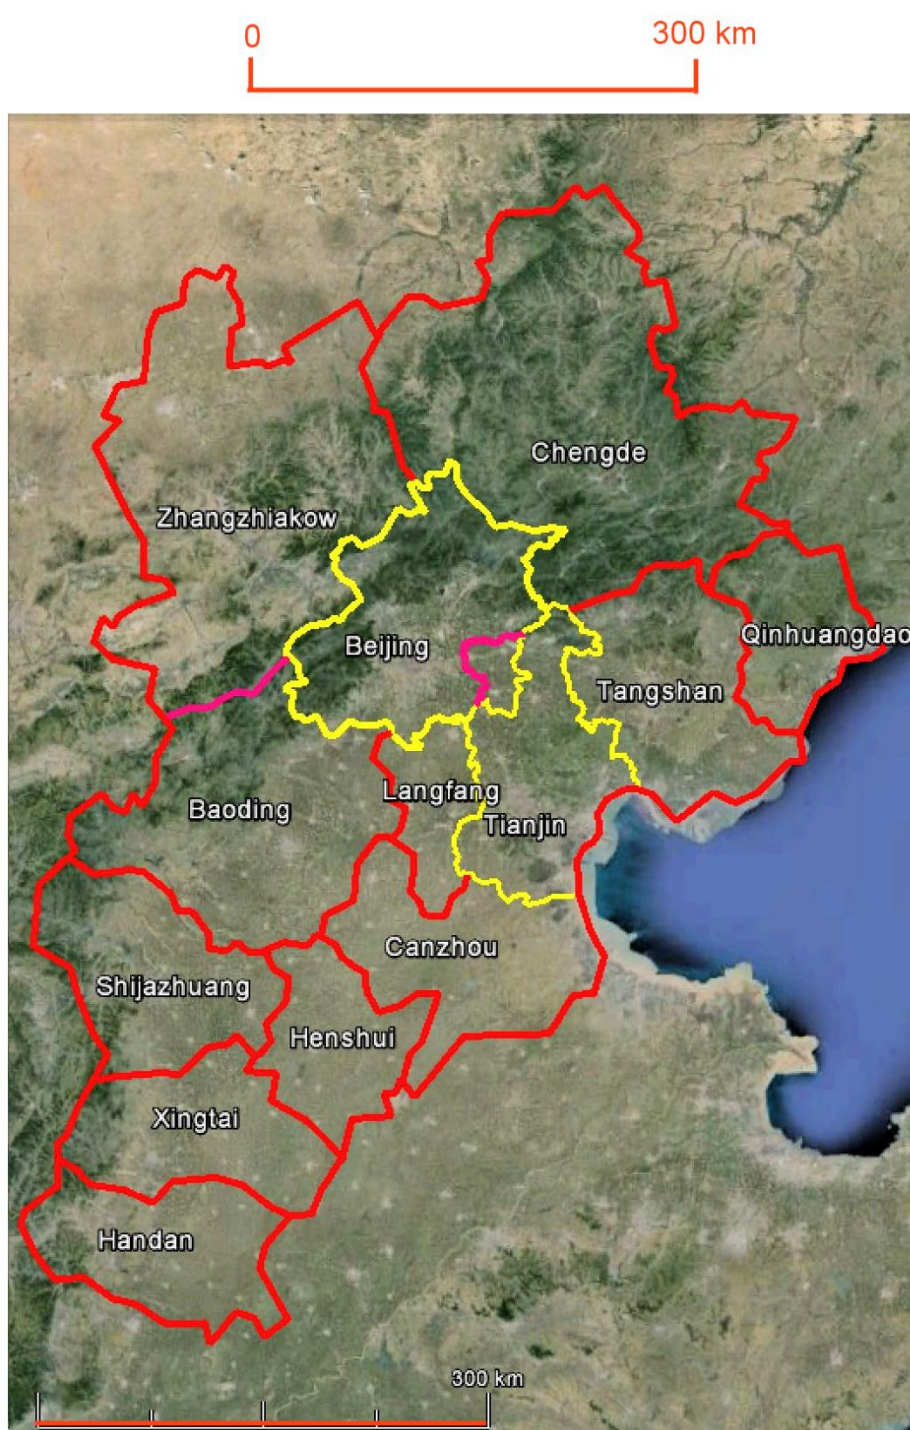 0
300 km
Chengde
Zhangzhiakow
Qinhuangdao
Beijing
Tangshan
Langfang
Baoding
Tianjin
Canzhou
Shijazhuang
Henshui
Xingtai
Handan
300 km